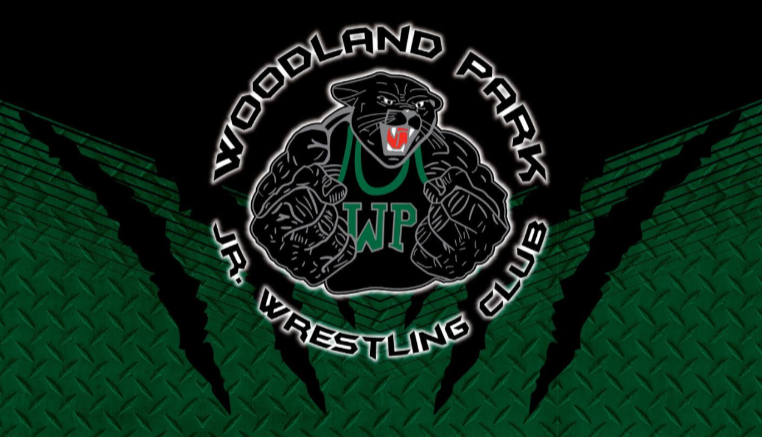 WOODLAND PARK
WP
JR. WRESTLING CLUB